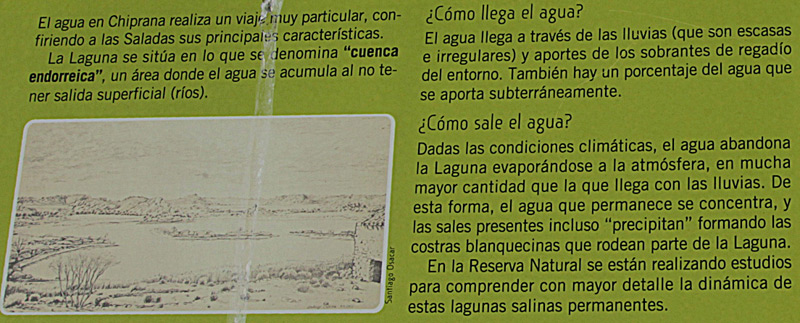 El agua en Chiprana realiza un viaje muy particular, con-
firiendo a las Saladas sus principales características.
La Laguna se sitúa en lo que se denomina "cuenca
endorreica", un área donde el agua se acumula al no te-
ner salida superficial (ríos).
Santiago Osácar
¿Cómo llega el agua?
El agua llega a través de las lluvias (que son escasas
e irregulares) y aportes de los sobrantes de regadío
del entorno. También hay un porcentaje del agua que
se aporta subterráneamente.
¿Cómo sale el agua?
Dadas las condiciones climáticas, el agua abandona
la Laguna evaporándose a la atmósfera, en mucha
mayor cantidad que la que llega con las lluvias. De
esta forma, el agua que permanece se concentra, y
las sales presentes incluso "precipitan" formando las
costras blanquecinas que rodean parte de la Laguna.
En la Reserva Natural se están realizando estudios
para comprender con mayor detalle la dinámica de
estas lagunas salinas permanentes.